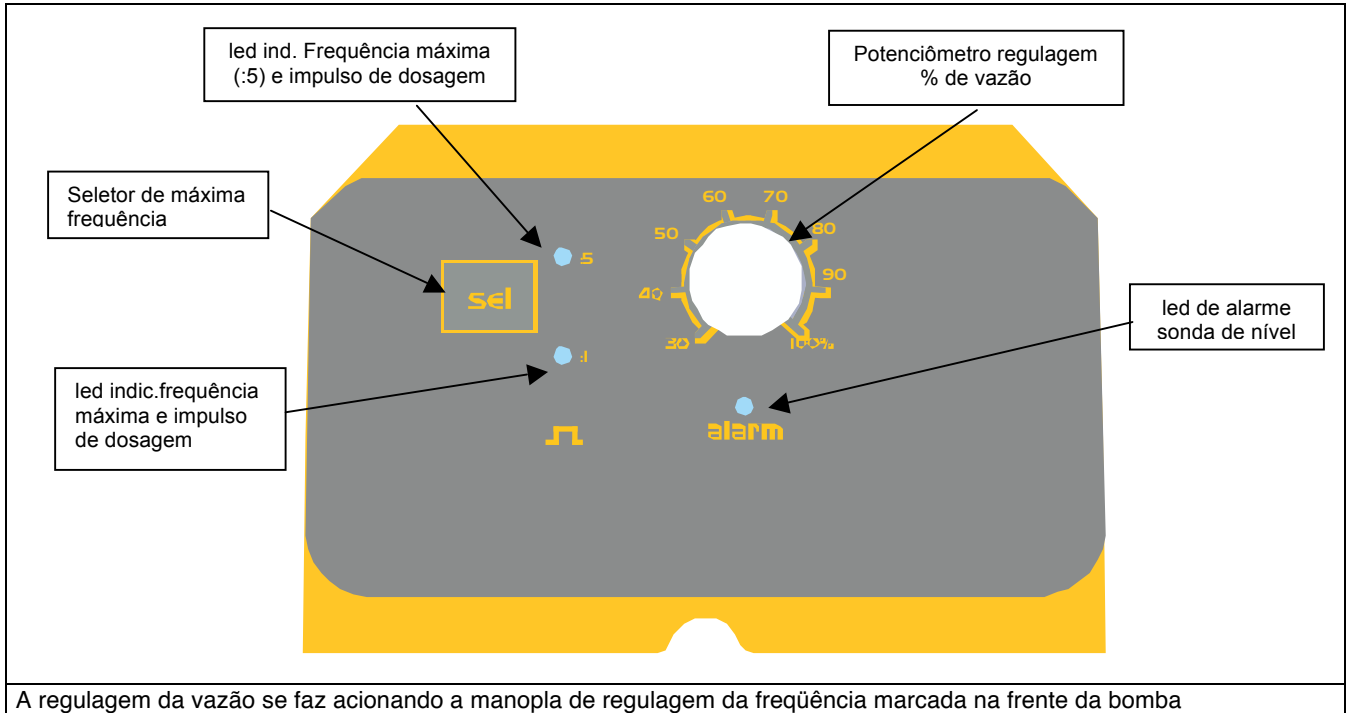 led ind. Frequência máxima
(:5) e impulso de dosagem
Potenciômetro regulagem
% de vazão
Seletor de máxima
frequência
60
70
50
80
:5
sel
40
90
30
100%
led de alarme
sonda de nível
:1
led indic.frequência
máxima e impulso
de dosagem
alarm
A regulagem da vazão se faz acionando a manopla de regulagem da freqüência marcada na frente da bomba